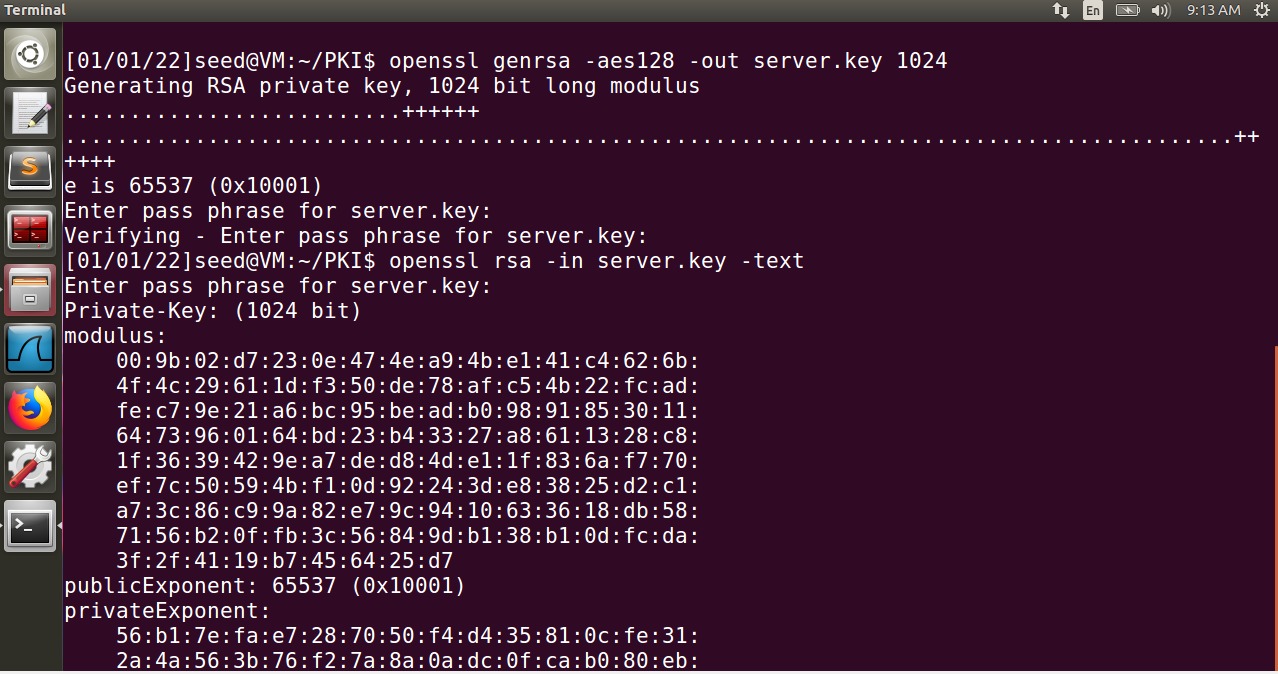 Terminal
En
9:13 AM
[01/01/22]seed@VM:~/PKI$ openssl genrsa -aes128 -out server.key 1024
Generating RSA private key, 1024 bit long modulus
..........................++++++
..........................................................................................++
++++
e is 65537 (0x10001)
Enter pass phrase for server.key:
Verifying - Enter pass phrase for server.key:
[01/01/22]seed@VM:~/PKI$ openssl rsa -in server.key -text
Enter pass phrase for server.key:
Private-Key: (1024 bit)
modulus:
    00:9b:02:d7:23:0e:47:4e:a9:4b:e1:41:c4:62:6b:
    4f:4c:29:61:1d:f3:50:de:78:af:c5:4b:22:fc:ad:
    fe:c7:9e:21:a6:bc:95:be:ad:b0:98:91:85:30:11:
    64:73:96:01:64:bd:23:b4:33:27:a8:61:13:28:c8:
    1f:36:39:42:9e:a7:de:d8:4d:e1:1f:83:6a:f7:70:
    ef:7c:50:59:4b:f1:0d:92:24:3d:e8:38:25:d2:c1:
    a7:3c:86:c9:9a:82:e7:9c:94:10:63:36:18:db:58:
    71:56:b2:0f:fb:3c:56:84:9d:b1:38:b1:0d:fc:da:
    3f:2f:41:19:b7:45:64:25:d7
publicExponent: 65537 (0x10001)
privateExponent:
    56:b1:7e:fa:e7:28:70:50:f4:d4:35:81:0c:fe:31:
    2a:4a:56:3b:76:f2:7a:8a:0a:dc:0f:ca:b0:80:eb: